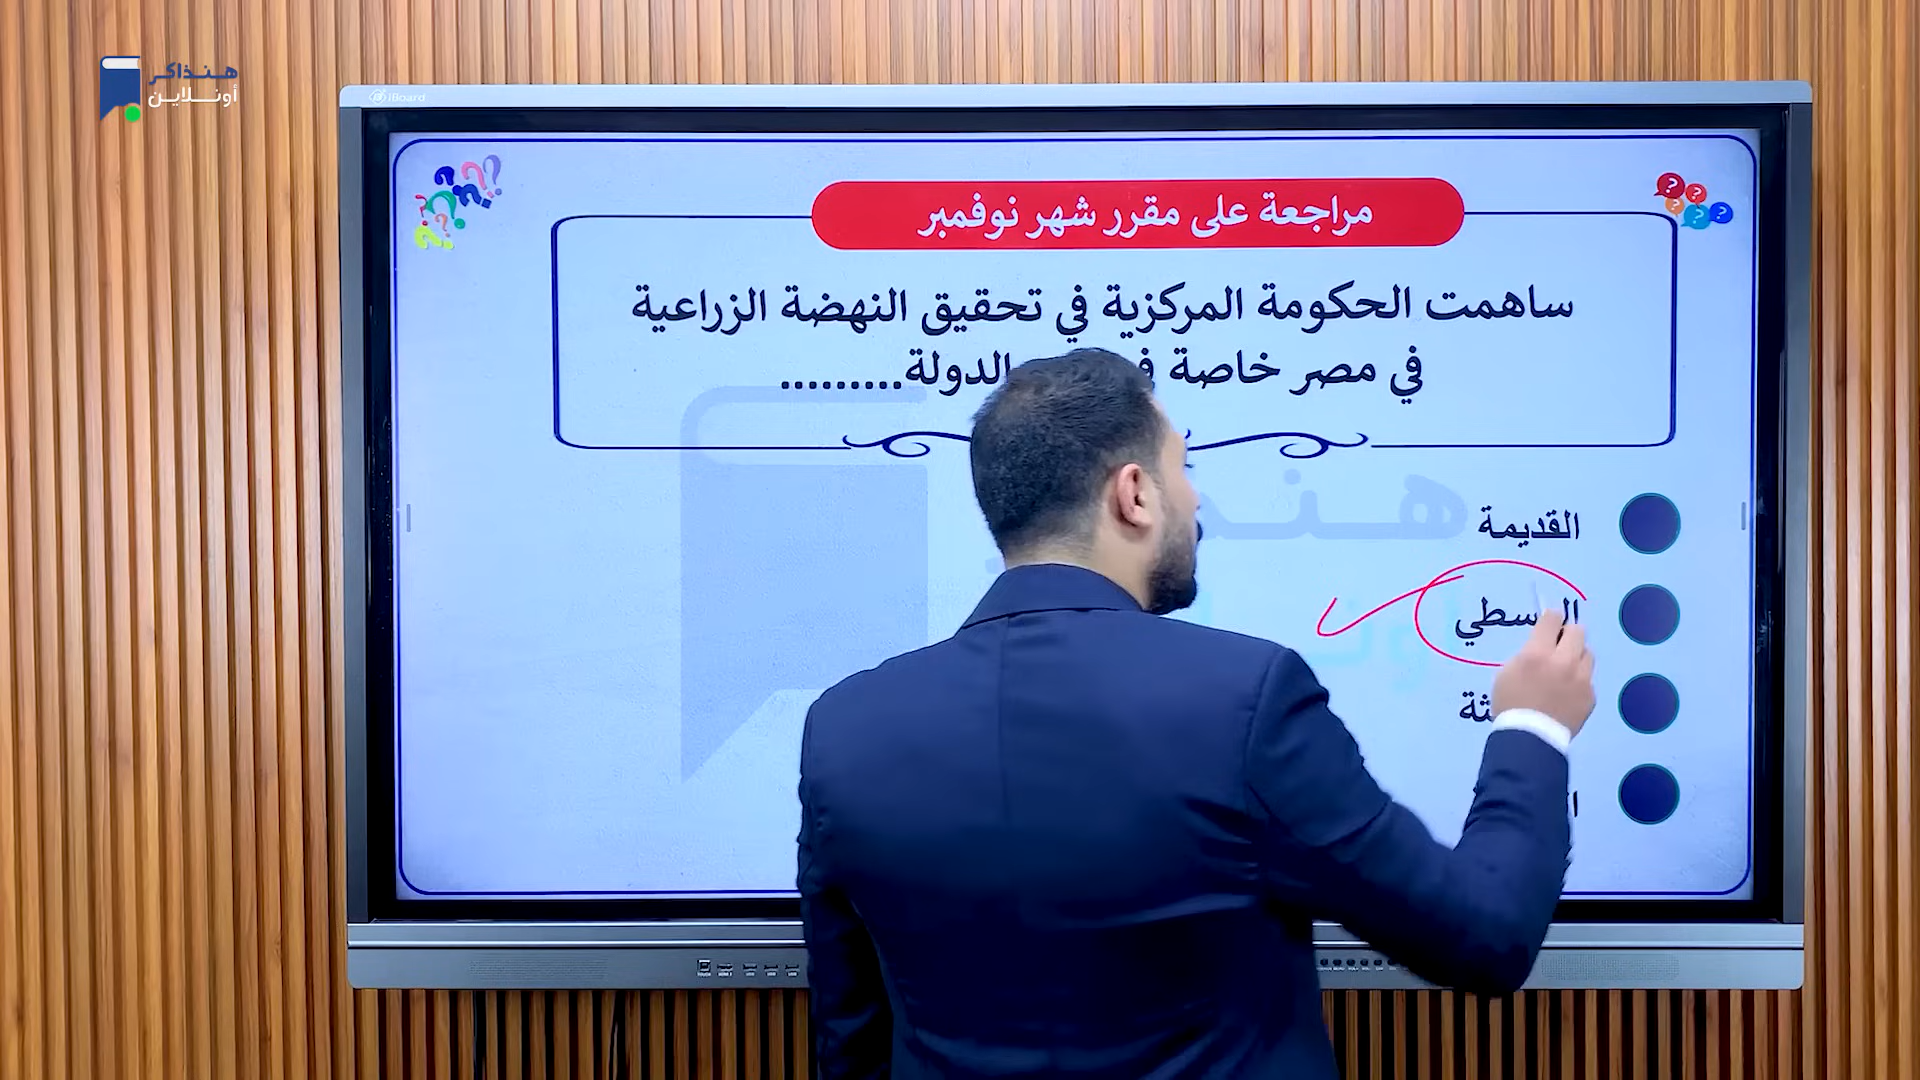 هنذاكر
أونلاين
iBoard
مراجعة على مقرر شهر نوفمبر
ساهمت الحكومة المركزية في تحقيق النهضة الزراعية
في مصر خاصة الدولة.........
القديمة